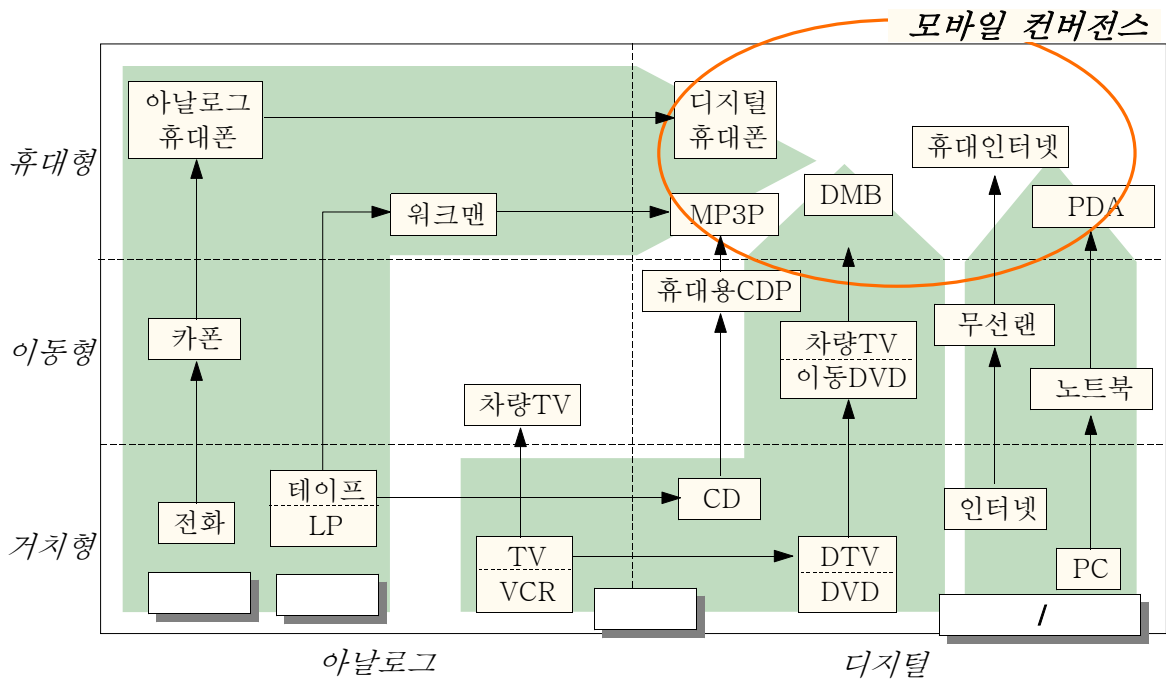 모바일 컨버전스
아날로그
휴대폰
디지털
휴대폰
휴대인터넷
휴대형
워크맨
MP3P
DMB
PDA
휴대용CDP
카폰
무선랜
이동형
차량TV
이동DVD
차량TV
노트북
테이프
LP
CD
전화
인터넷
거치형
TV
VCR
DTV
DVD
PC
/
아날로그
디지털